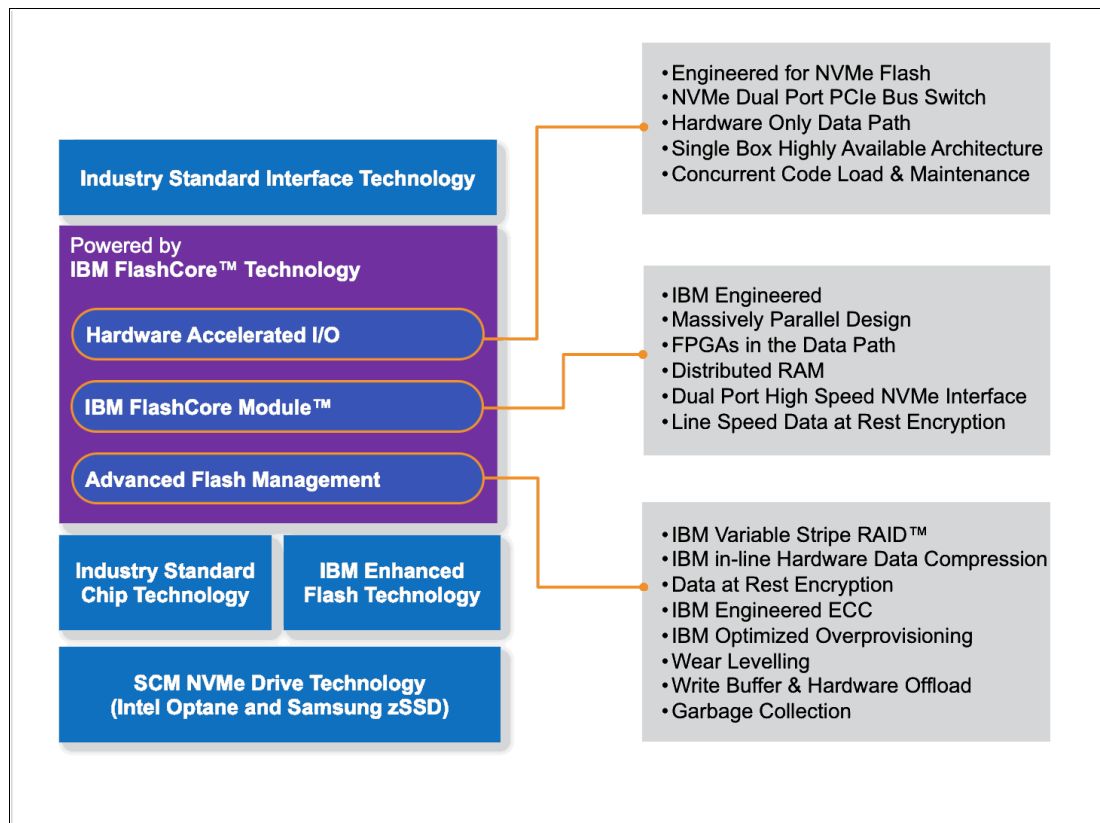 Industry Standard Interface Technology
Powered by
IBM FlashCore™ Technology
Hardware Accelerated I/O
IBM FlashCore Module™
Advanced Flash Management
Industry Standard
Chip Technology
IBM Enhanced
Flash Technology
SCM NVMe Drive Technology
(Intel Optane and Samsung zSSD)
•Engineered for NVMe Flash
•NVMe Dual Port PCIe Bus Switch
•Hardware Only Data Path
•Single Box Highly Available Architecture
•Concurrent Code Load & Maintenance
•IBM Engineered
•Massively Parallel Design
•FPGAs in the Data Path
•Distributed RAM
•Dual Port High Speed NVMe Interface
•Line Speed Data at Rest Encryption
•IBM Variable Stripe RAID™
•IBM in-line Hardware Data Compression
•Data at Rest Encryption
•IBM Engineered ECC
•IBM Optimized Overprovisioning
•Wear Levelling
•Write Buffer & Hardware Offload
•Garbage Collection